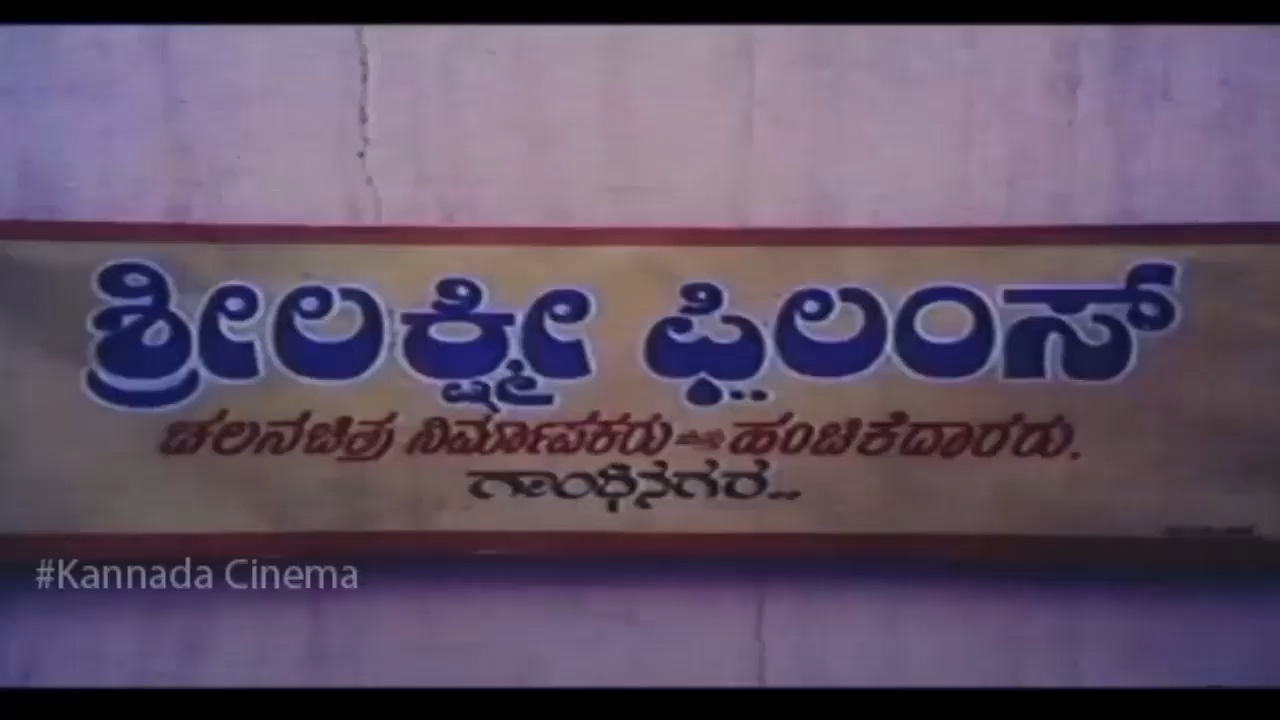 ಶ್ರೀಲಕ್ಷ್ಮೀ ಫಿಲಂಸ್
ಚಲನಚಿತ್ರ ನಿರ್ಮಾಪಕರು ಹಂಚಿಕೆದಾರರು.
ಗಾಂಧಿನಗರ..
#Kannada Cinema